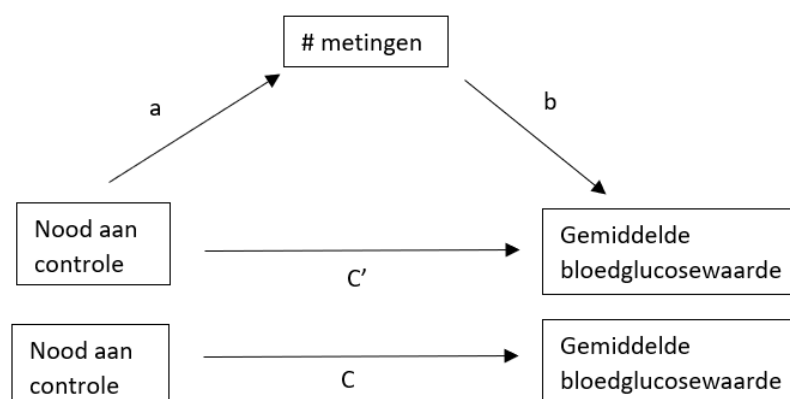 # metingen
a
b
Nood aan
controle
C’
Gemiddelde
bloedglucosewaarde
Nood aan
controle
C
Gemiddelde
bloedglucosewaarde